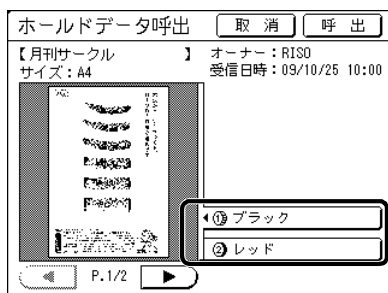 ホールドデータ呼出
取 消
呼 出
【月刊サークル 】
サイズ：A4
オーナー：RISO
受信日時：09/10/25 10:00
① ブラック
② レッド
P.1/2